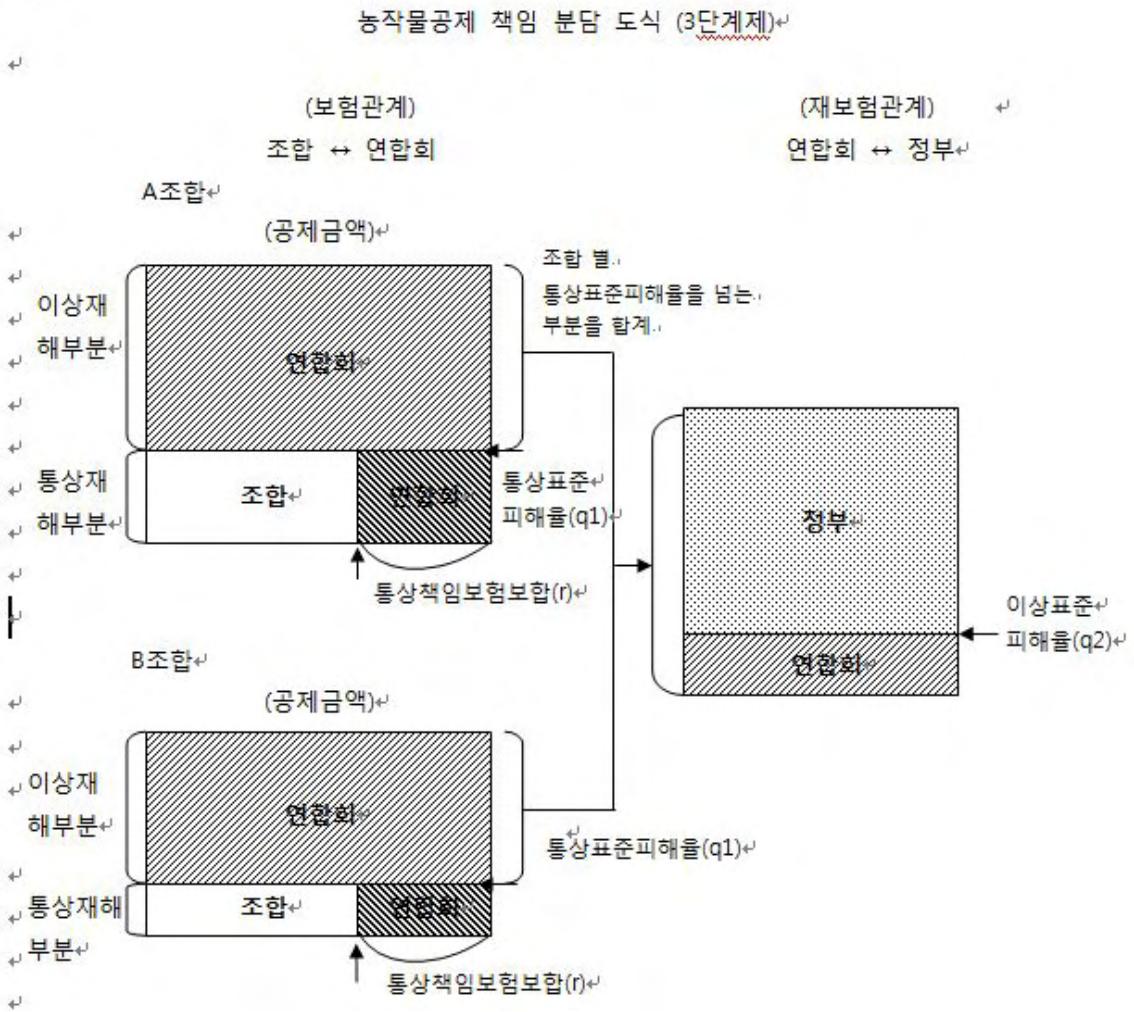 농작물공제 책임 분담 도식 (3단계제)
(보험관계)
조합 ↔ 연합회
(재보험관계)
연합회 ↔ 정부
A조합
(공제금액)
이상재
해부분
연합회
조합 별.
통상표준피해율을 넘는.
부분을 합계.
통상재
해부분
조합
연합회
통상표준
피해율(q1)
통상책임보험보합(r)
정부
연합회
이상표준
피해율(q2)
B조합
(공제금액)
이상재
해부분
연합회
통상표준피해율(q1)
통상재해
부분
조합
연합회
통상책임보험보합(r)